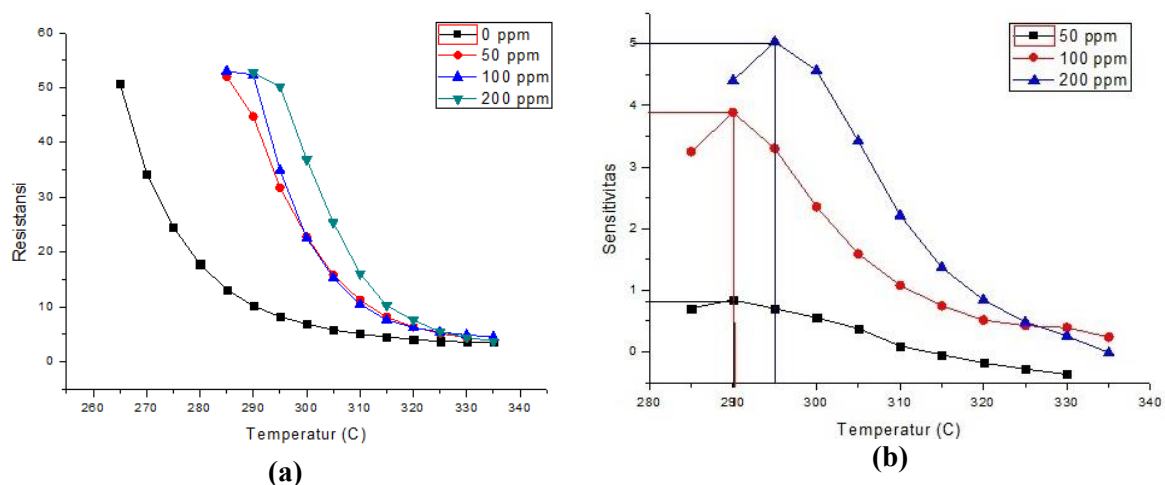 60
50
40
30
20
10
0
Resistansi
0 ppm
50 ppm
100 ppm
200 ppm
260 270 280 290 300 310 320 330 340
Temperatur (C)
(a)
5
4
3
2
1
0
Sensitivitas
50 ppm
100 ppm
200 ppm
280 290 300 310 320 330 340
Temperatur (C)
(b)